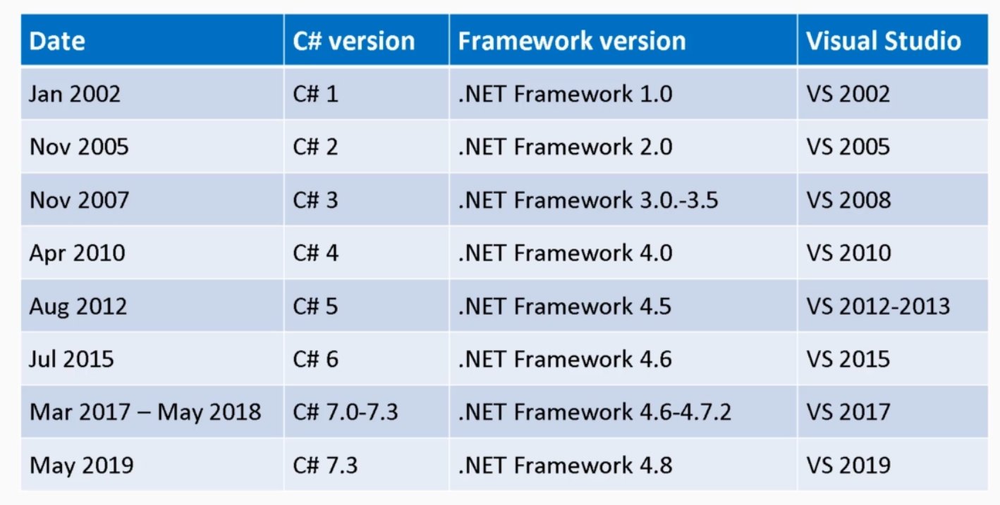 Date C# version Framework version Visual Studio
Jan 2002 C# 1 .NET Framework 1.0 VS 2002
Nov 2005 C# 2 .NET Framework 2.0 VS 2005
Nov 2007 C# 3 .NET Framework 3.0.-3.5 VS 2008
Apr 2010 C# 4 .NET Framework 4.0 VS 2010
Aug 2012 C# 5 .NET Framework 4.5 VS 2012-2013
Jul 2015 C# 6 .NET Framework 4.6 VS 2015
Mar 2017 – May 2018 C# 7.0-7.3 .NET Framework 4.6-4.7.2 VS 2017
May 2019 C# 7.3 .NET Framework 4.8 VS 2019